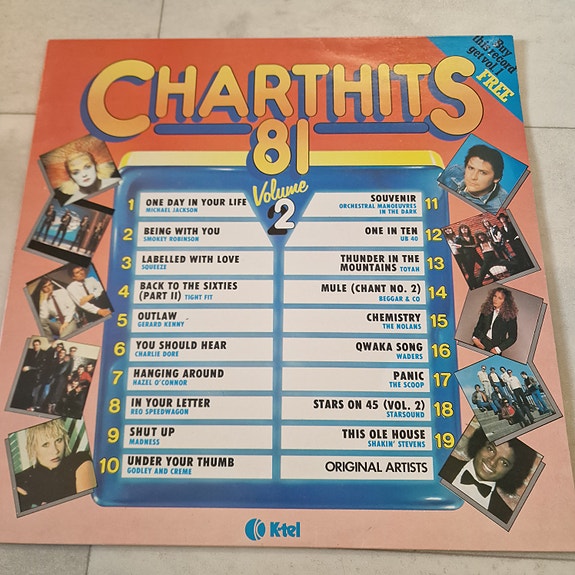 Buy
this record
get vol. 1
FREE
CHARTHITS
81
Volume
2
1 ONE DAY IN YOUR LIFE
MICHAEL JACKSON
2 BEING WITH YOU
SMOKEY ROBINSON
3 LABELLED WITH LOVE
SQUEEZE
4 BACK TO THE SIXTIES
(PART II) TIGHT FIT
5 OUTLAW
GERARD KENNY
6 YOU SHOULD HEAR
CHARLIE DORE
7 HANGING AROUND
HAZEL O'CONNOR
8 IN YOUR LETTER
REO SPEEDWAGON
9 SHUT UP
MADNESS
10 UNDER YOUR THUMB
GODLEY AND CREME
SOUVENIR 11
ORCHESTRAL MANOEUVRES
IN THE DARK
ONE IN TEN 12
UB 40
THUNDER IN THE
MOUNTAINS TOYAH 13
MULE (CHANT NO. 2) 14
BEGGAR & CO
CHEMISTRY 15
THE NOLANS
QWAKA SONG 16
WADERS
PANIC 17
THE SCOOP
STARS ON 45 (VOL. 2) 18
STARSOUND
THIS OLE HOUSE 19
SHAKIN' STEVENS
ORIGINAL ARTISTS
K-tel